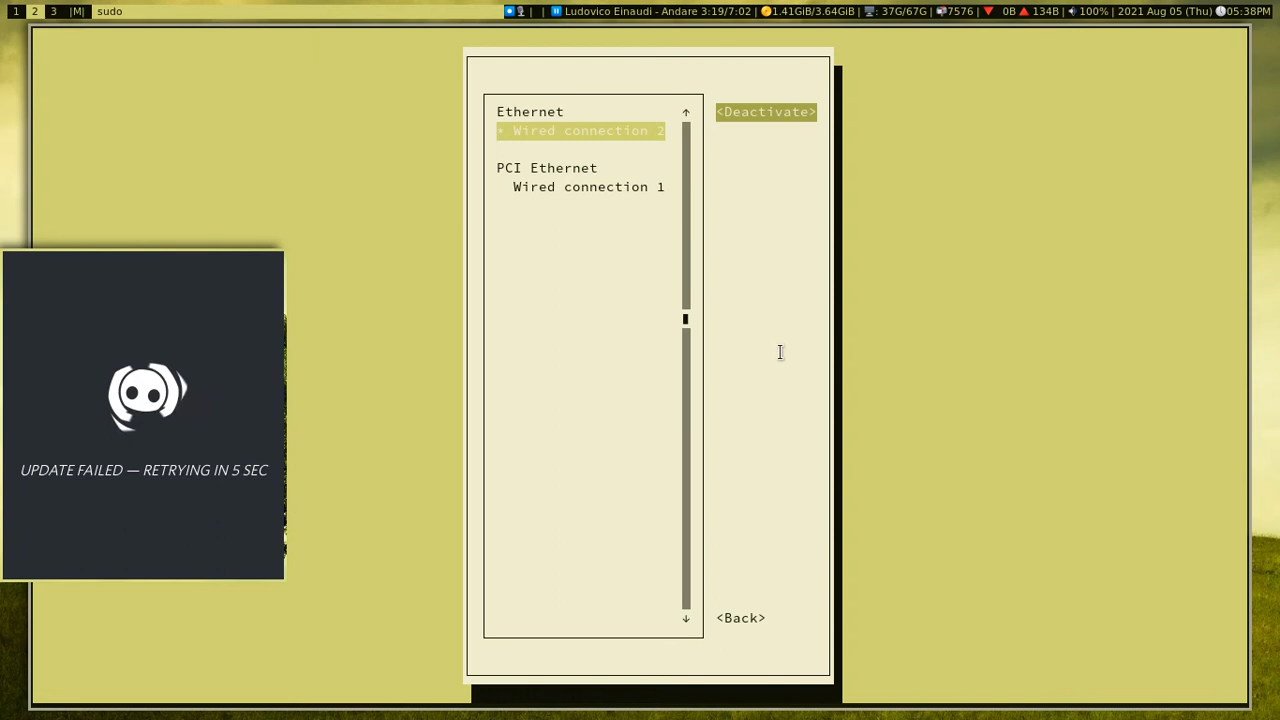 1 2 3 |M| sudo | | Ludovico Einaudi - Andare 3:19/7:02 | 1.41GiB/3.64GiB | : 37G/67G | 7576 | 0B 134B | 100% | 2021 Aug 05 (Thu) 05:38PM
Ethernet
<Deactivate>
* Wired connection 2
PCI Ethernet
Wired connection 1
UPDATE FAILED — RETRYING IN 5 SEC
<Back>